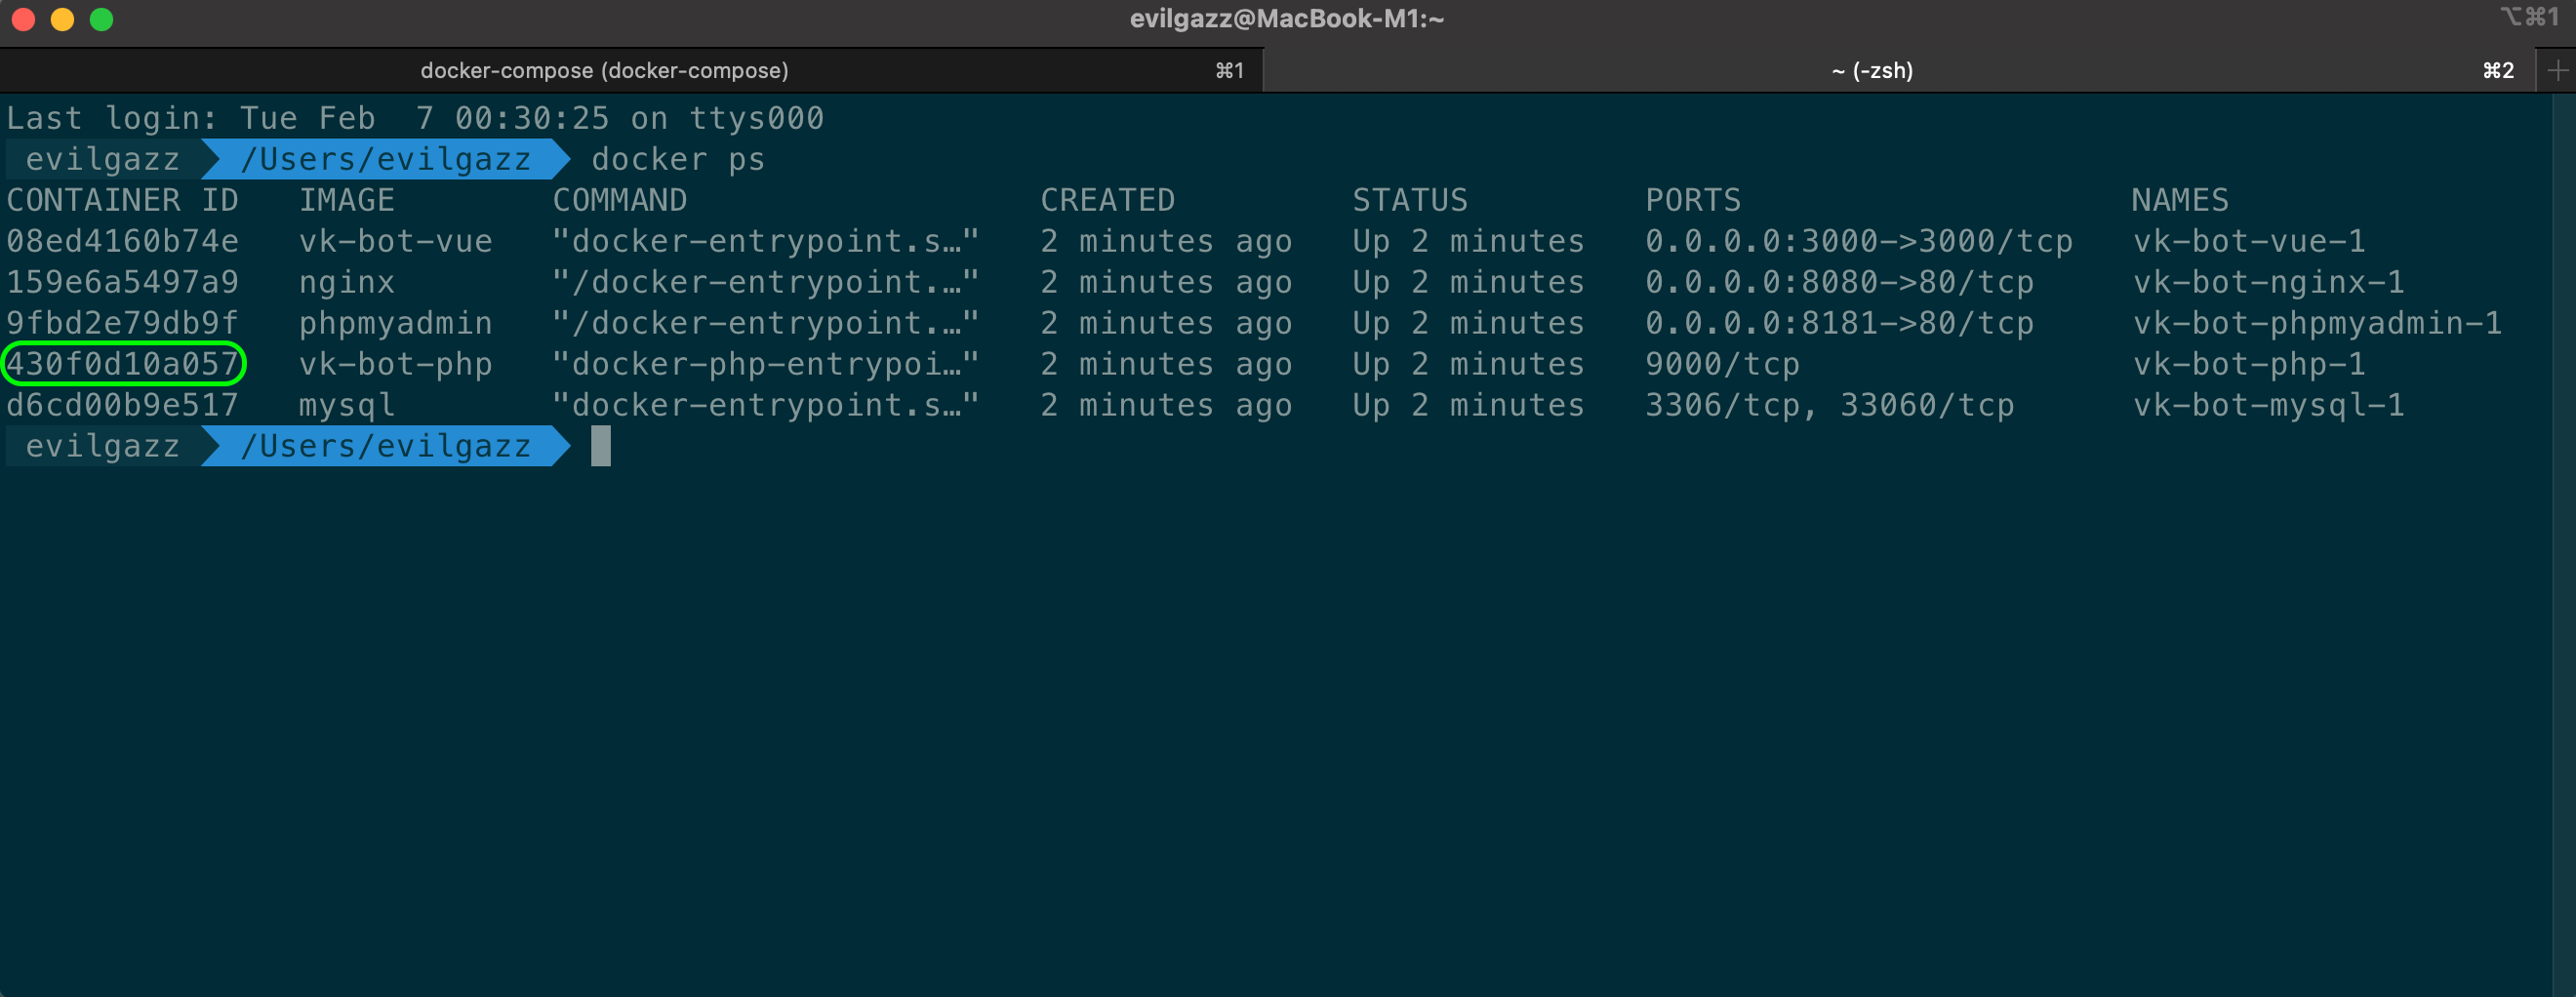 evilgazz@MacBook-M1:~ ⌥⌘1
docker-compose (docker-compose) ⌘1 ~ (-zsh) ⌘2
Last login: Tue Feb  7 00:30:25 on ttys000
evilgazz /Users/evilgazz docker ps
CONTAINER ID   IMAGE        COMMAND                  CREATED         STATUS         PORTS                    NAMES
08ed4160b74e   vk-bot-vue   "docker-entrypoint.s…"   2 minutes ago   Up 2 minutes   0.0.0.0:3000->3000/tcp   vk-bot-vue-1
159e6a5497a9   nginx        "/docker-entrypoint.…"   2 minutes ago   Up 2 minutes   0.0.0.0:8080->80/tcp     vk-bot-nginx-1
9fbd2e79db9f   phpmyadmin   "/docker-entrypoint.…"   2 minutes ago   Up 2 minutes   0.0.0.0:8181->80/tcp     vk-bot-phpmyadmin-1
430f0d10a057   vk-bot-php   "docker-php-entrypoi…"   2 minutes ago   Up 2 minutes   9000/tcp                 vk-bot-php-1
d6cd00b9e517   mysql        "docker-entrypoint.s…"   2 minutes ago   Up 2 minutes   3306/tcp, 33060/tcp      vk-bot-mysql-1
evilgazz /Users/evilgazz